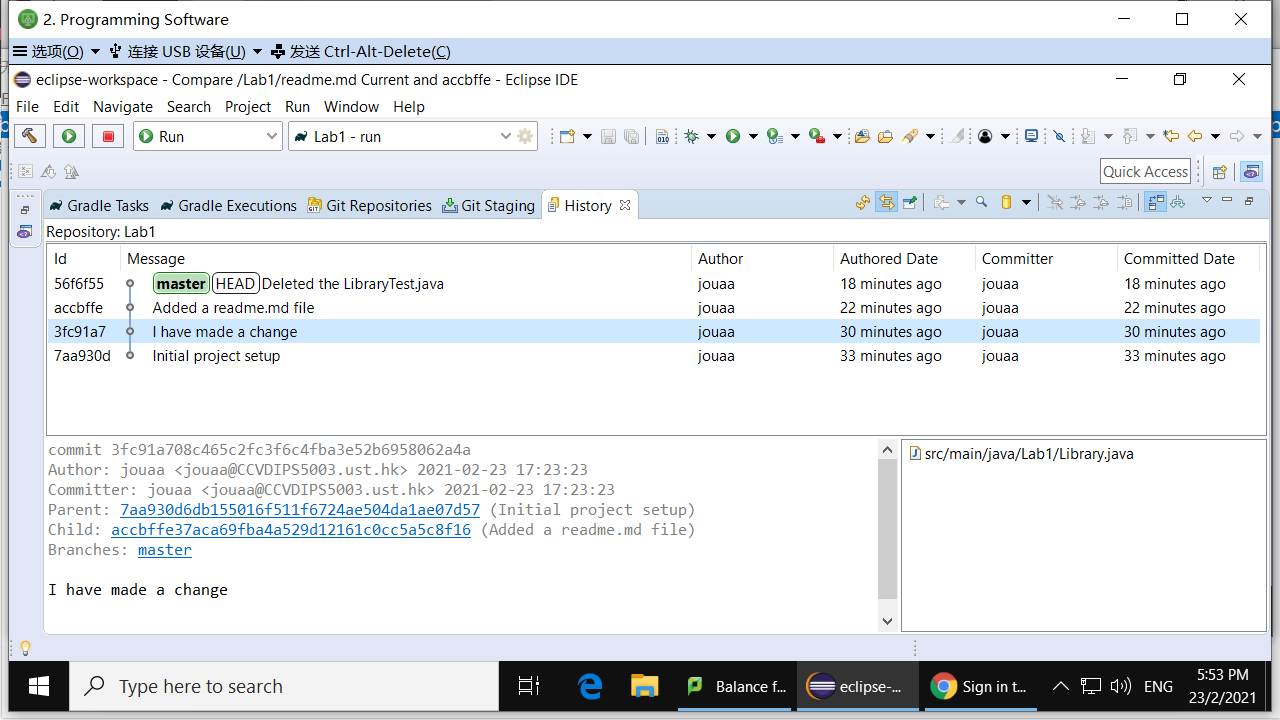 2. Programming Software
选项(O) 连接 USB 设备(U) 发送 Ctrl-Alt-Delete(C)
eclipse-workspace - Compare /Lab1/readme.md Current and accbffe - Eclipse IDE
File Edit Navigate Search Project Run Window Help
Run Lab1 - run
Quick Access
Gradle Tasks Gradle Executions Git Repositories Git Staging History
Repository: Lab1
Id Message Author Authored Date Committer Committed Date
56f6f55 master HEAD Deleted the LibraryTest.java jouaa 18 minutes ago jouaa 18 minutes ago
accbffe Added a readme.md file jouaa 22 minutes ago jouaa 22 minutes ago
3fc91a7 I have made a change jouaa 30 minutes ago jouaa 30 minutes ago
7aa930d Initial project setup jouaa 33 minutes ago jouaa 33 minutes ago
commit 3fc91a708c465c2fc3f6c4fba3e52b6958062a4a
Author: jouaa <jouaa@CCVDIPS5003.ust.hk> 2021-02-23 17:23:23
Committer: jouaa <jouaa@CCVDIPS5003.ust.hk> 2021-02-23 17:23:23
Parent: 7aa930d6db155016f511f6724ae504da1ae07d57 (Initial project setup)
Child: accbffe37aca69fba4a529d12161c0cc5a5c8f16 (Added a readme.md file)
Branches: master
I have made a change
src/main/java/Lab1/Library.java
Type here to search
Balance f...
eclipse-...
Sign in t...
ENG
5:53 PM
23/2/2021